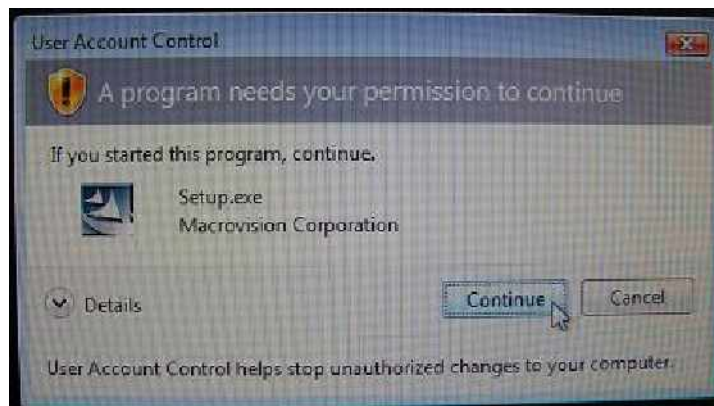 User Account Control
A program needs your permission to continue
If you started this program, continue.
Setup.exe
Macrovision Corporation
Details
Continue
Cancel
User Account Control helps stop unauthorized changes to your computer.